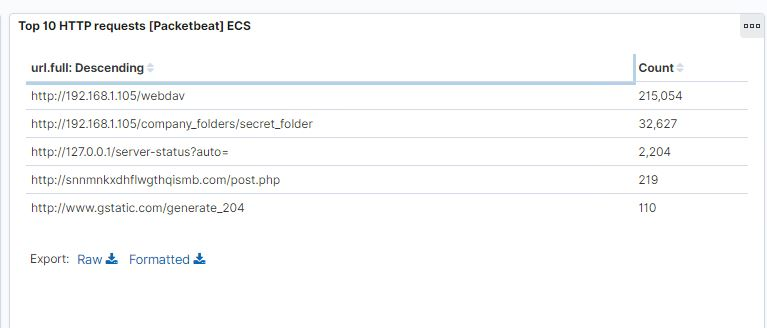 Top 10 HTTP requests [Packetbeat] ECS
url.full: Descending Count
http://192.168.1.105/webdav 215,054
http://192.168.1.105/company_folders/secret_folder 32,627
http://127.0.0.1/server-status?auto= 2,204
http://snnmnkxdhflwgthqismb.com/post.php 219
http://www.gstatic.com/generate_204 110
Export: Raw Formatted